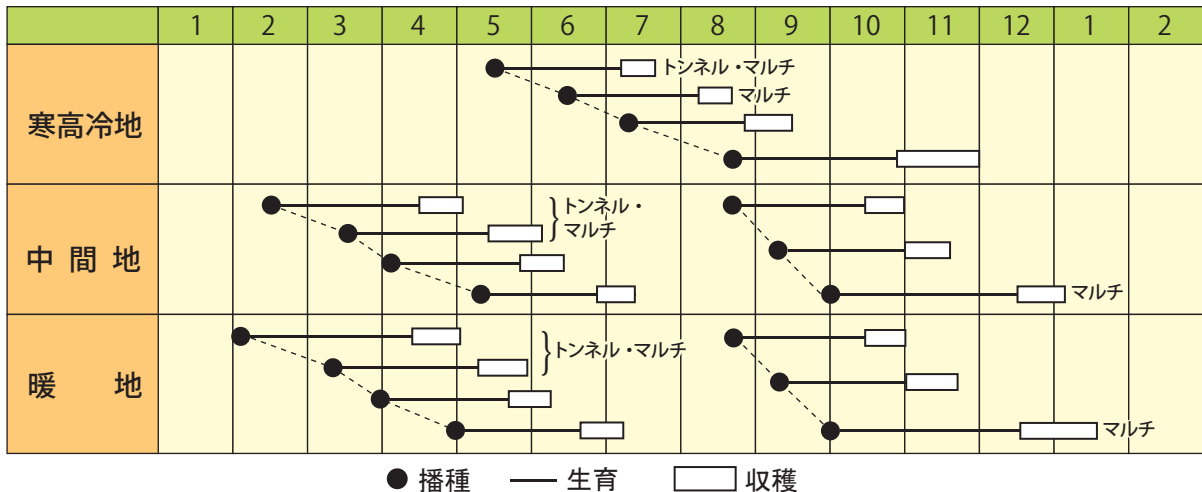 1 2 3 4 5 6 7 8 9 10 11 12 1 2
寒高冷地
トンネル・マルチ
マルチ
中間地
トンネル・
マルチ
マルチ
暖地
トンネル・マルチ
マルチ
播種 生育 収穫